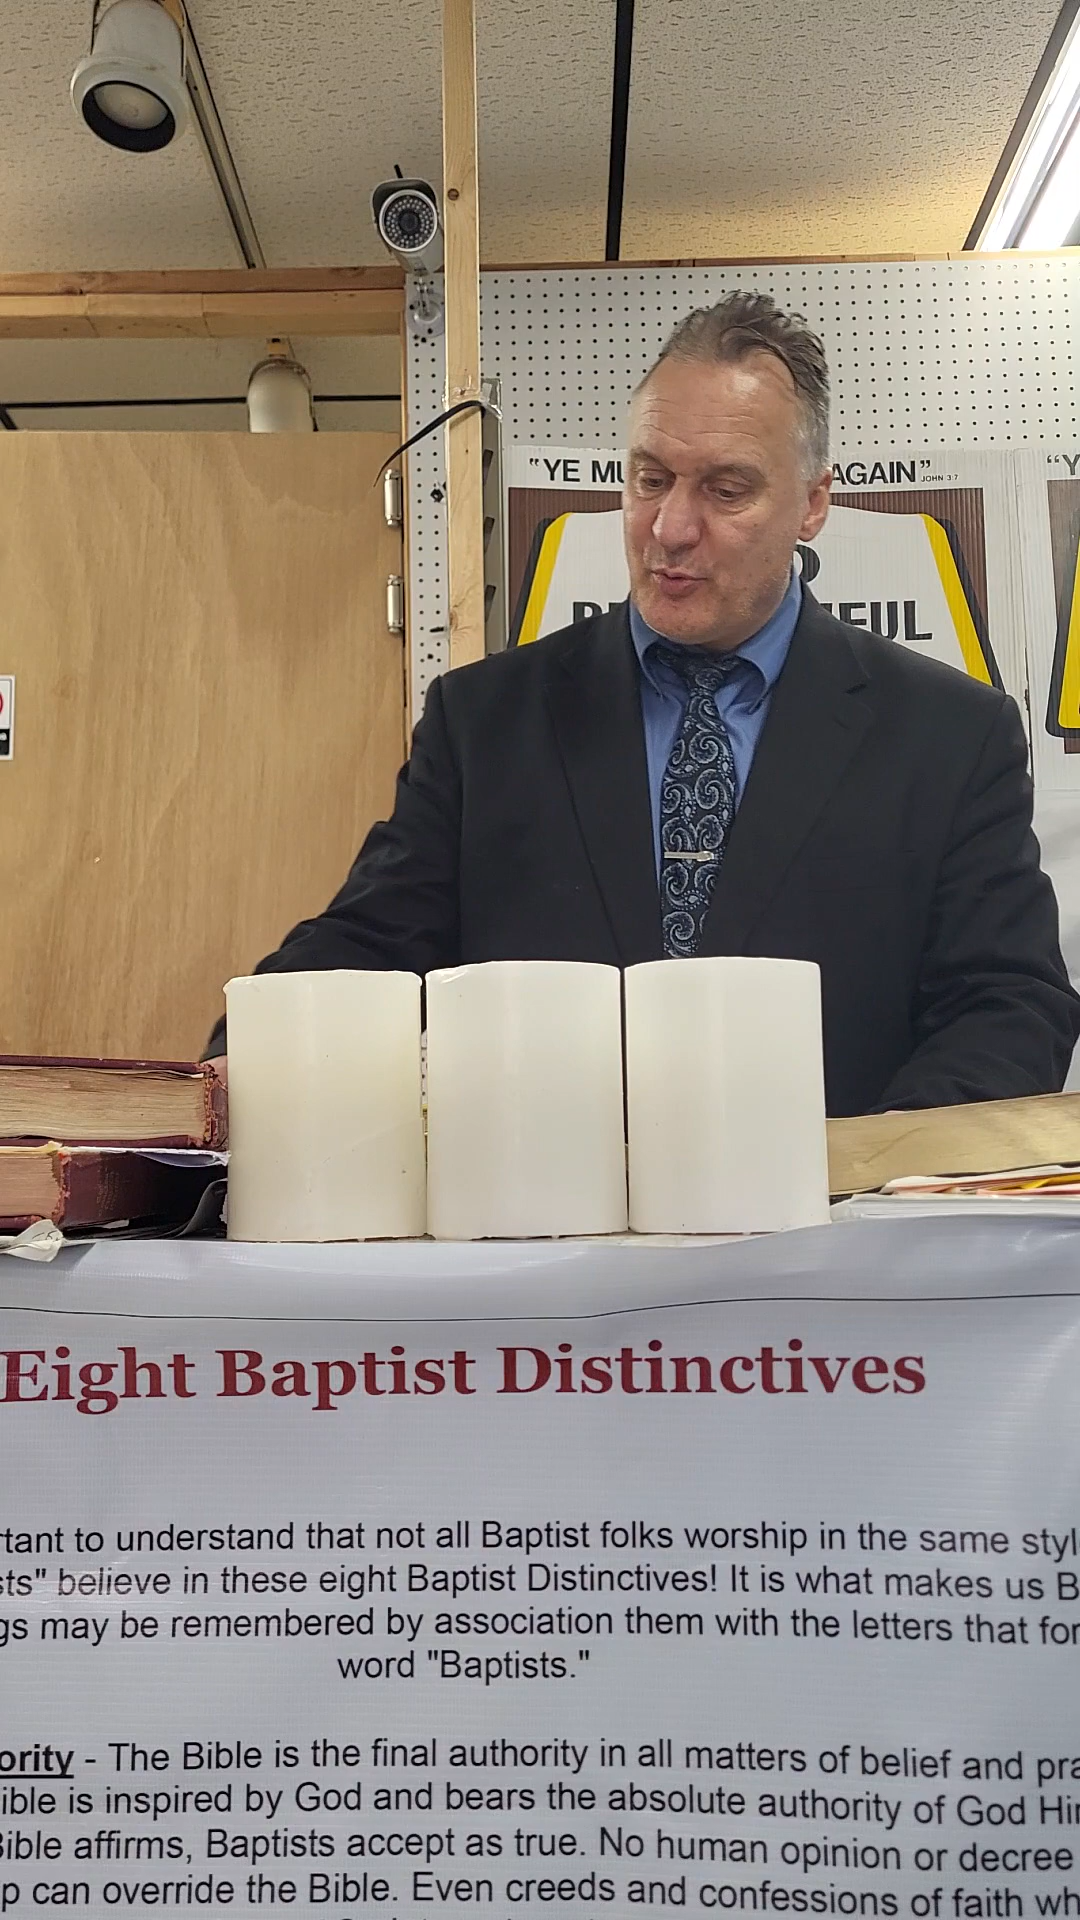 "YE MU AGAIN"
JOHN 3:7
"Y
FUL
Eight Baptist Distinctives
rtant to understand that not all Baptist folks worship in the same styl
sts" believe in these eight Baptist Distinctives! It is what makes us B
gs may be remembered by association them with the letters that for
word "Baptists."
ority - The Bible is the final authority in all matters of belief and pra
ible is inspired by God and bears the absolute authority of God Hi
Bible affirms, Baptists accept as true. No human opinion or decree
p can override the Bible. Even creeds and confessions of faith wh